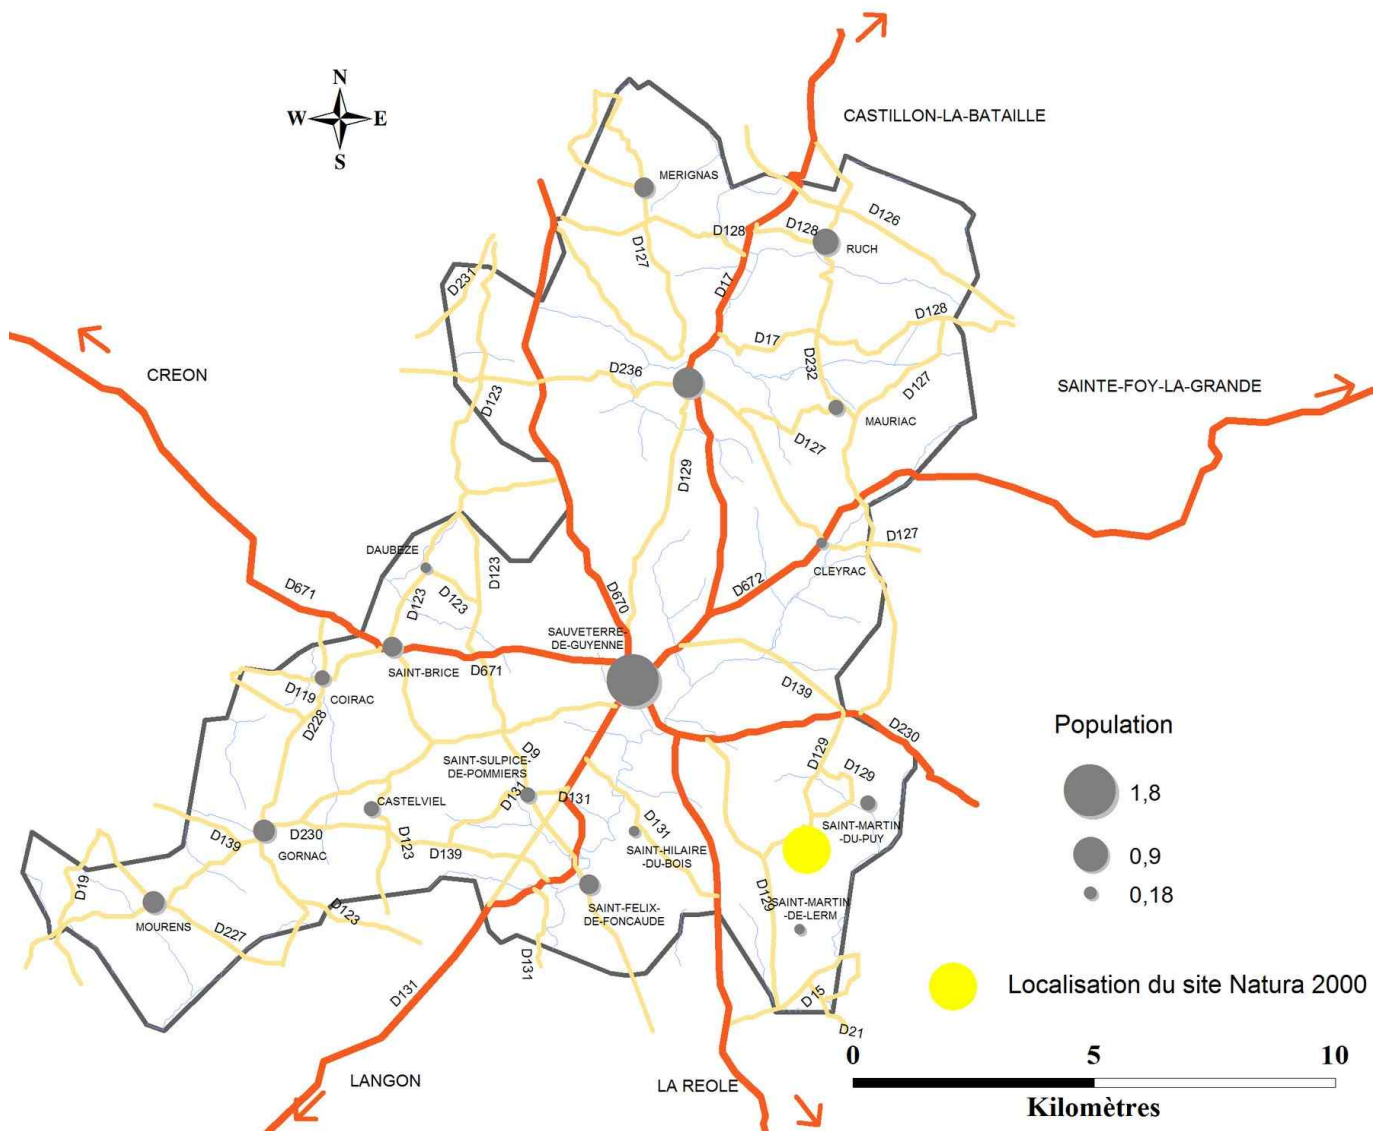 N
W
E
S
CASTILLON-LA-BATAILLE
MERIGNAS
D126
D128
D128
RUCH
D127
D231
D17
D128
D17
CREON
D236
D232
SAINTE-FOY-LA-GRANDE
D127
D123
MAURIAC
D127
D129
D127
DAUBEZE
D123
CLEYRAC
D672
D123
D123
D671
D670
SAUVETERRE-
DE-GUYENNE
SAINT-BRICE
D671
D119
COIRAC
D139
D228
D230
Population
D9
D129
SAINT-SULPICE-
DE-POMMIERS
D129
1,8
D131
D131
CASTELVIEL
D131
SAINT-MARTIN
-DU-PUY
D139
D230
D123
D139
GORNAC
SAINT-HILAIRE
-DU-BOIS
0,9
D19
D129
0,18
SAINT-MARTIN
-DE-LERM
SAINT-FELIX-
DE-FONCAUDE
D123
MOURENS
D227
D131
D131
Localisation du site Natura 2000
D15
D21
0
5
10
LANGON
LA REOLE
Kilomètres